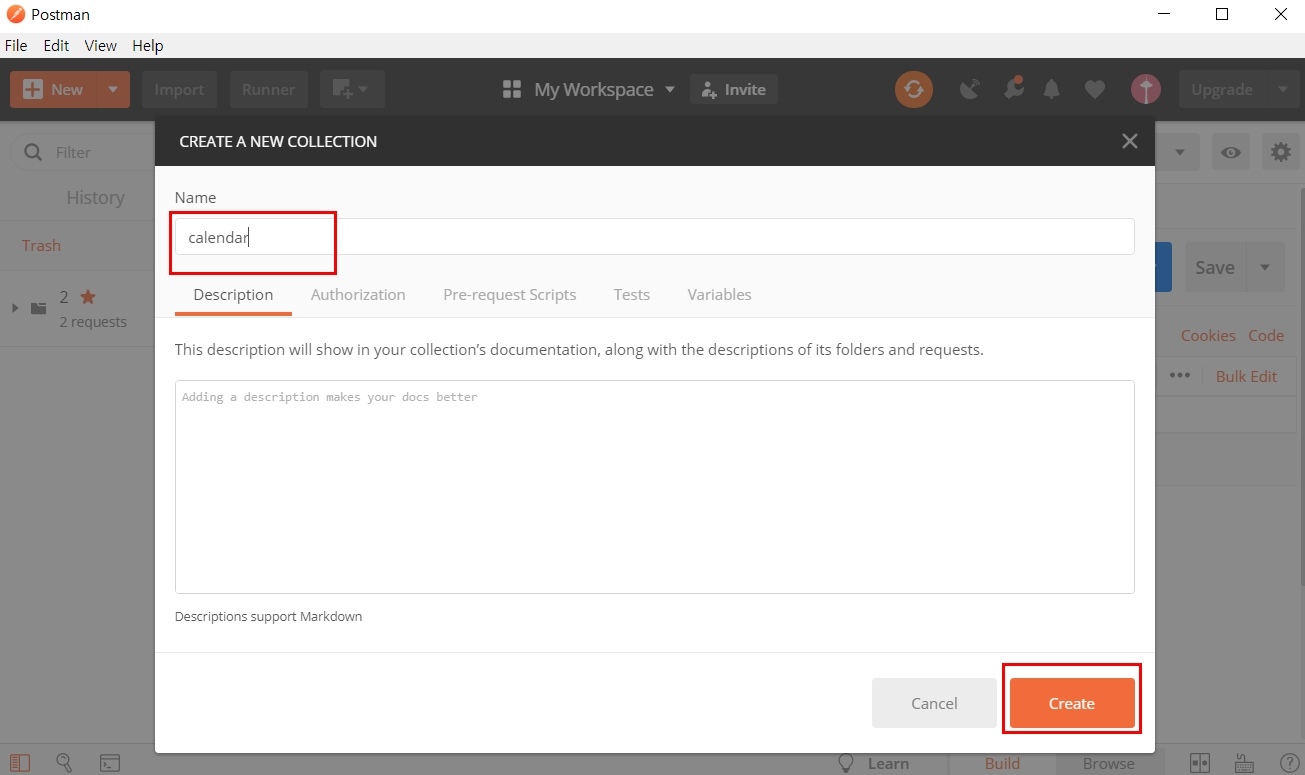 Postman
File Edit View Help
New Import Runner My Workspace Invite Upgrade
CREATE A NEW COLLECTION
Filter
Name
History
calendar
Trash
Save
Description Authorization Pre-request Scripts Tests Variables
2
2 requests
Cookies Code
This description will show in your collection's documentation, along with the descriptions of its folders and requests.
Bulk Edit
Adding a description makes your docs better
Descriptions support Markdown
Cancel Create
Learn Build Browse